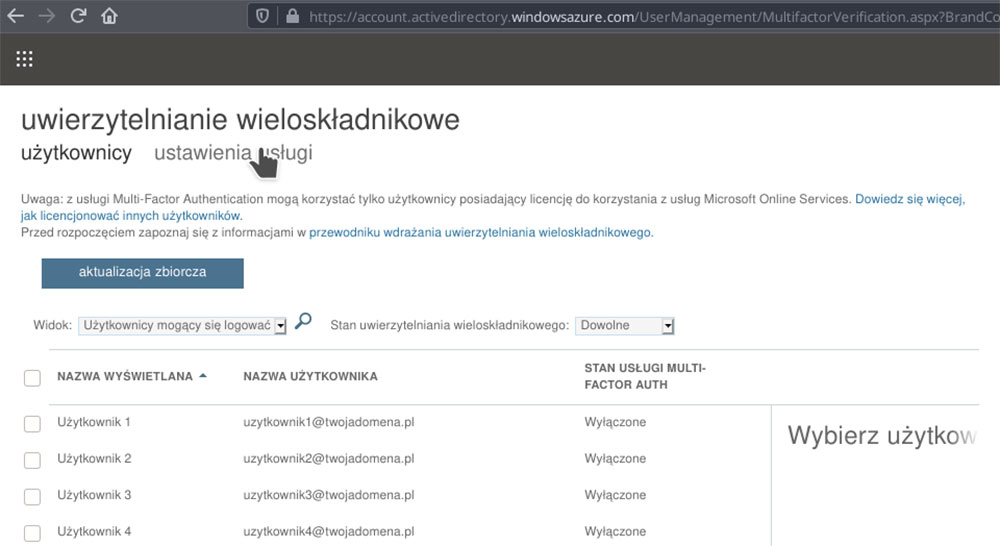 https://account.activedirectory.windowsazure.com/UserManagement/MultifactorVerification.aspx?BrandCo
uwierzytelnianie wieloskładnikowe
użytkownicy ustawienia usługi
Uwaga: z usługi Multi-Factor Authentication mogą korzystać tylko użytkownicy posiadający licencję do korzystania z usług Microsoft Online Services. Dowiedz się więcej,
jak licencjonować innych użytkowników.
Przed rozpoczęciem zapoznaj się z informacjami w przewodniku wdrażania uwierzytelniania wieloskładnikowego.
aktualizacja zbiorcza
Widok: Użytkownicy mogący się logować Stan uwierzytelniania wieloskładnikowego: Dowolne
NAZWA WYŚWIETLANA NAZWA UŻYTKOWNIKA STAN USŁUGI MULTI-
FACTOR AUTH
Użytkownik 1 uzytkownik1@twojadomena.pl Wyłączone
Wybierz użytkow
Użytkownik 2 uzytkownik2@twojadomena.pl Wyłączone
Użytkownik 3 uzytkownik3@twojadomena.pl Wyłączone
Użytkownik 4 uzytkownik4@twojadomena.pl Wyłączone